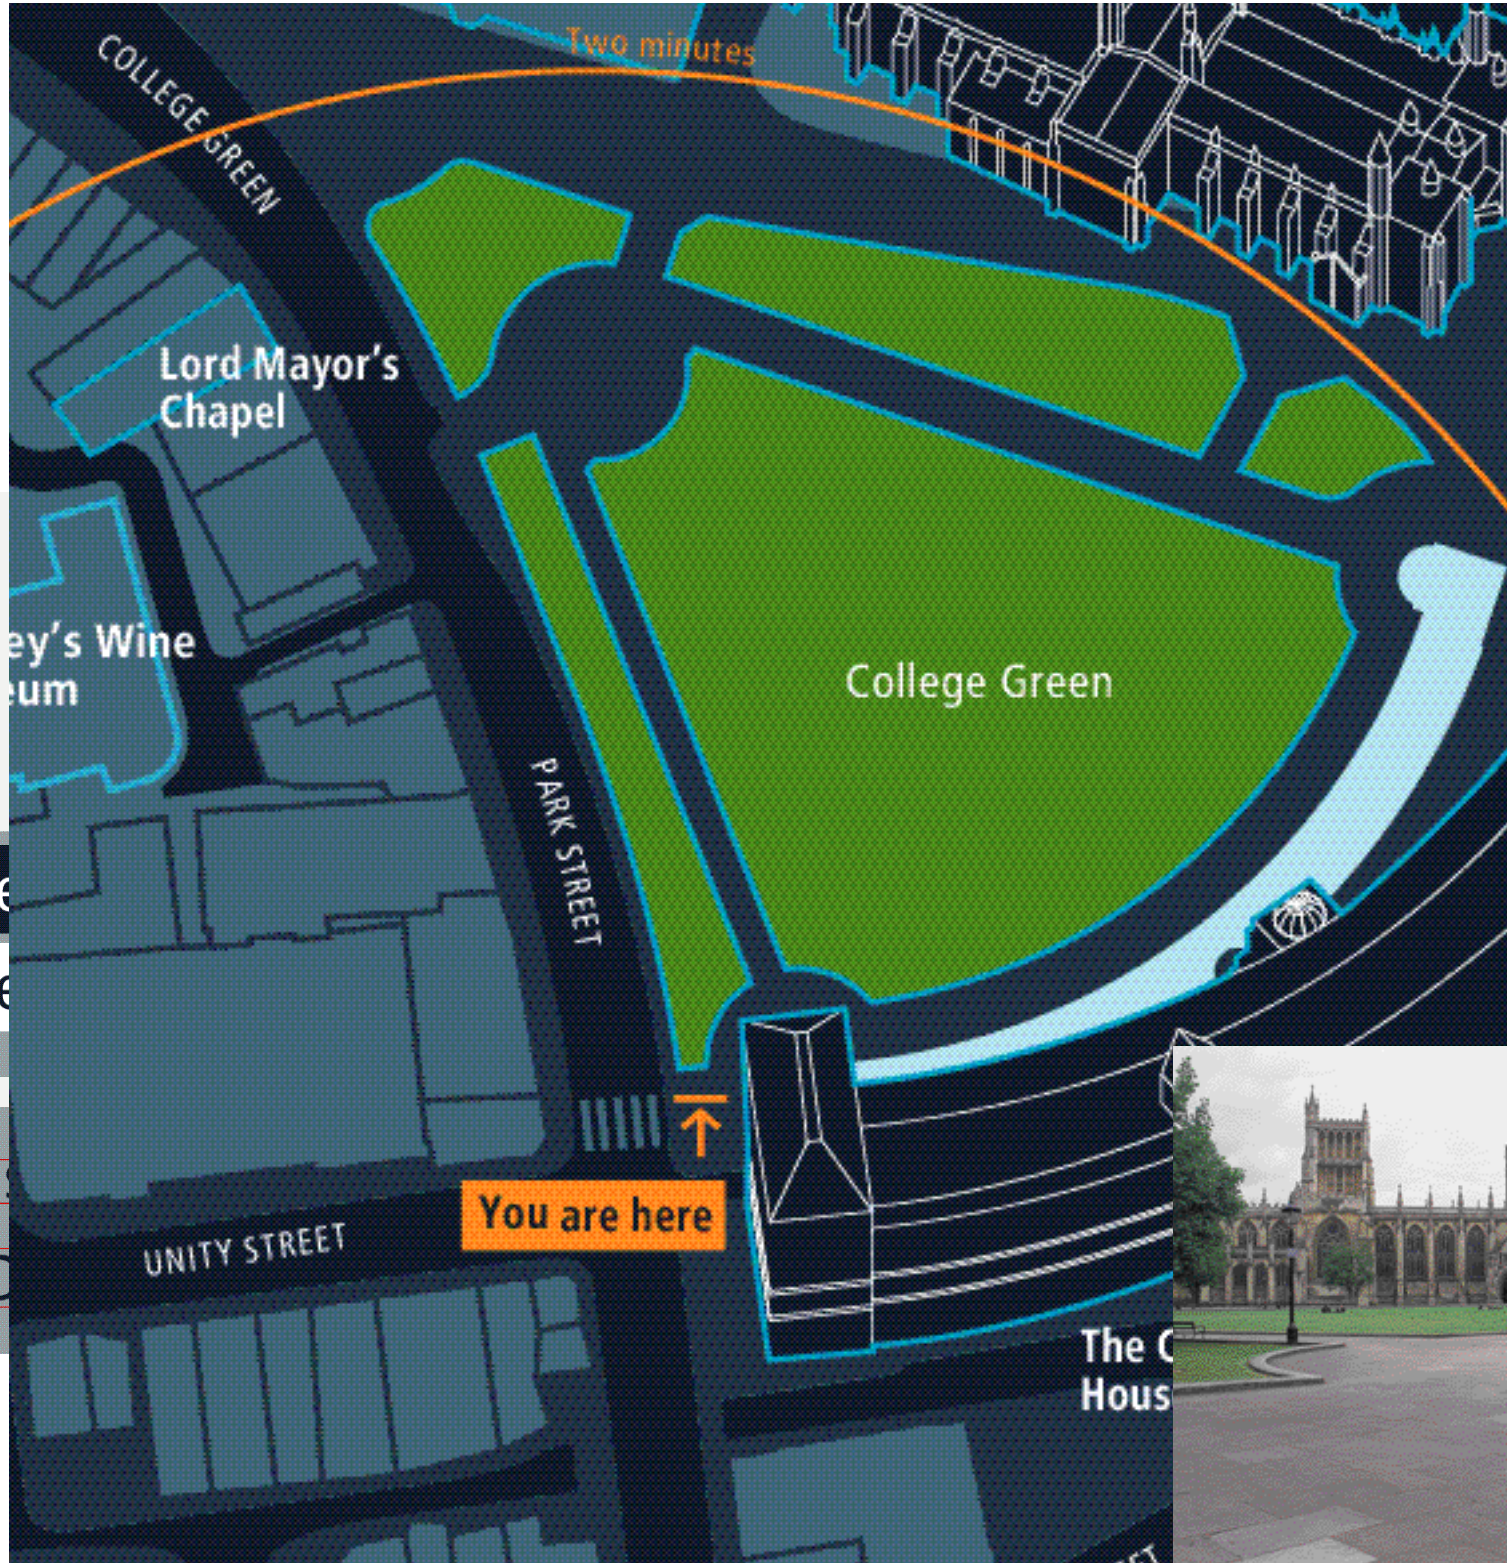 Two minutes
COLLEGE GREEN
Lord Mayor's
Chapel
ey's Wine
eum
College Green
PARK STREET
You are here
UNITY STREET
The C
Hous